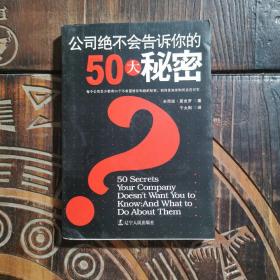 公司绝不会告诉你的
50大秘密
50 Secrets
Your Company
Doesn't Want You to
Know:And What to
Do About Them
辽宁人民出版社